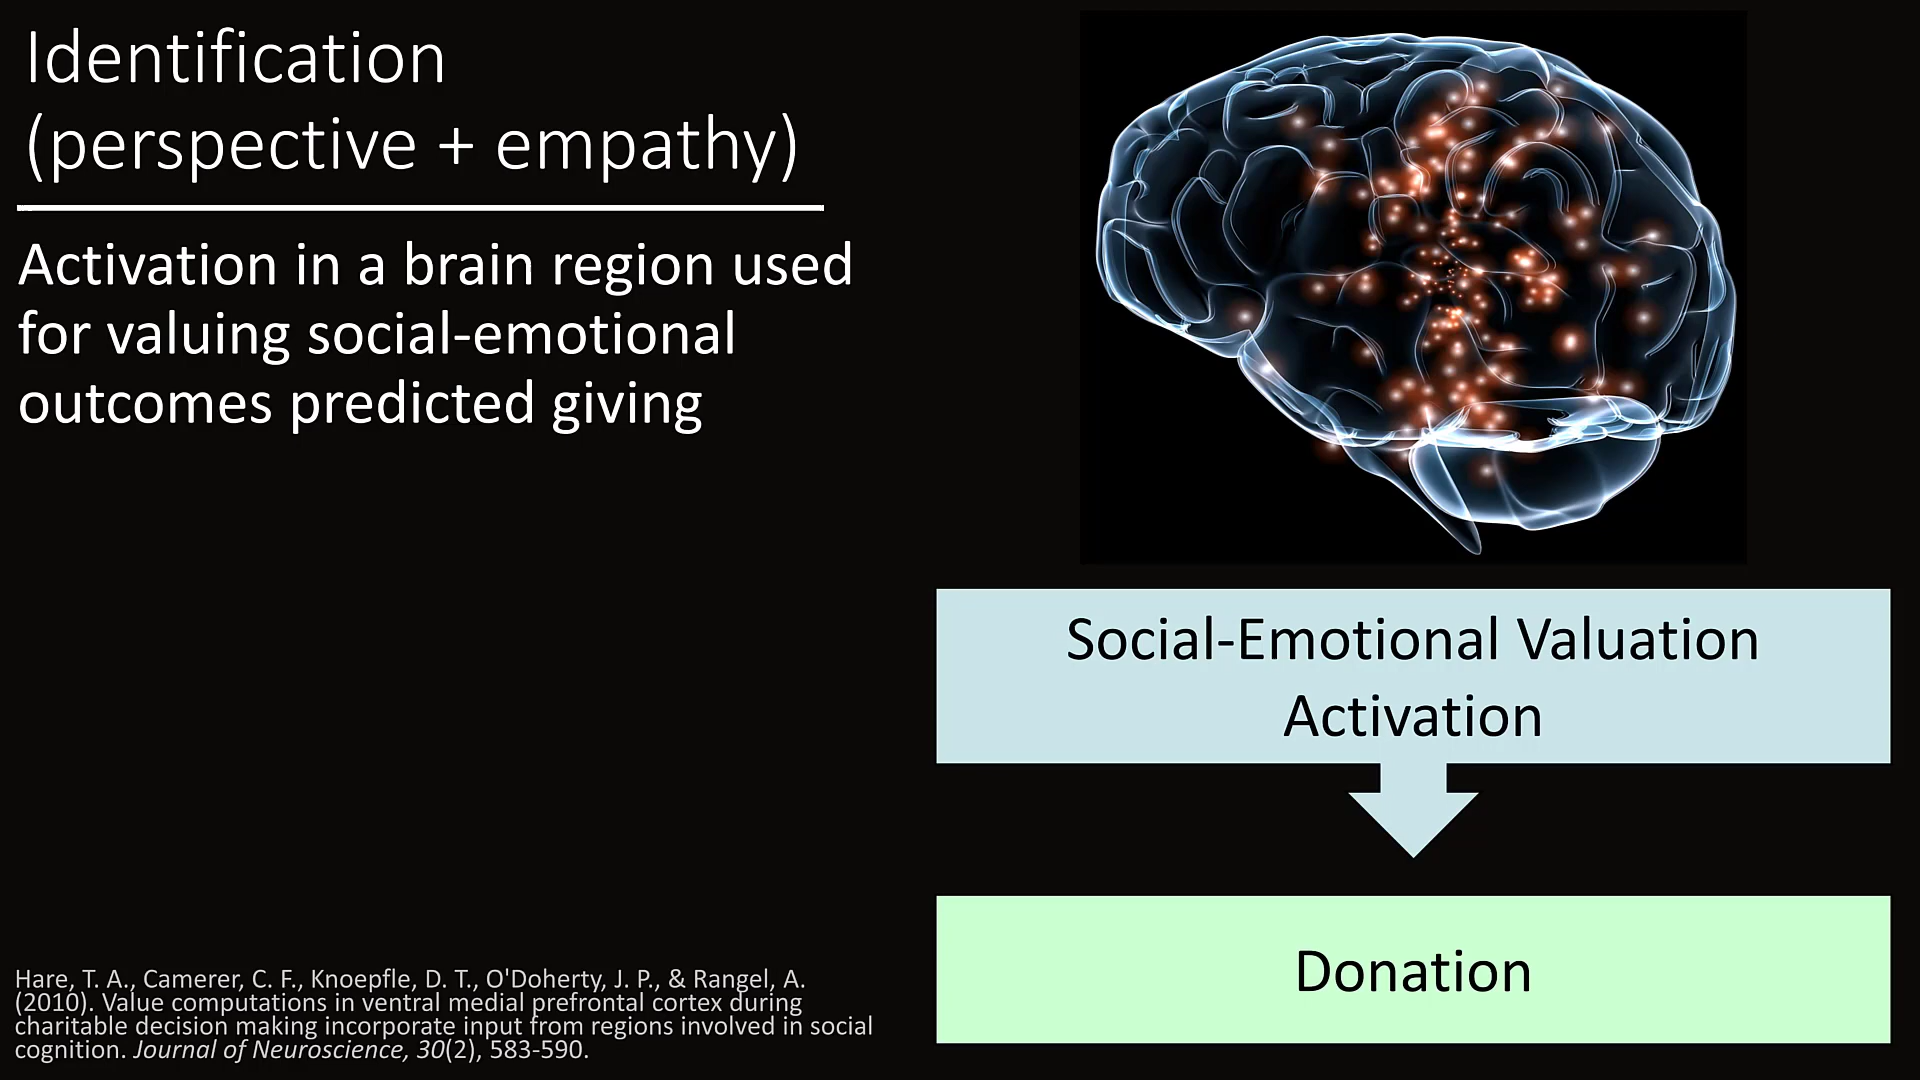 Identification
(perspective + empathy)
Activation in a brain region used
for valuing social-emotional
outcomes predicted giving
Social-Emotional Valuation
Activation
Donation
Hare, T. A., Camerer, C. F., Knoepfle, D. T., O'Doherty, J. P., & Rangel, A.
(2010). Value computations in ventral medial prefrontal cortex during
charitable decision making incorporate input from regions involved in social
cognition. Journal of Neuroscience, 30(2), 583-590.